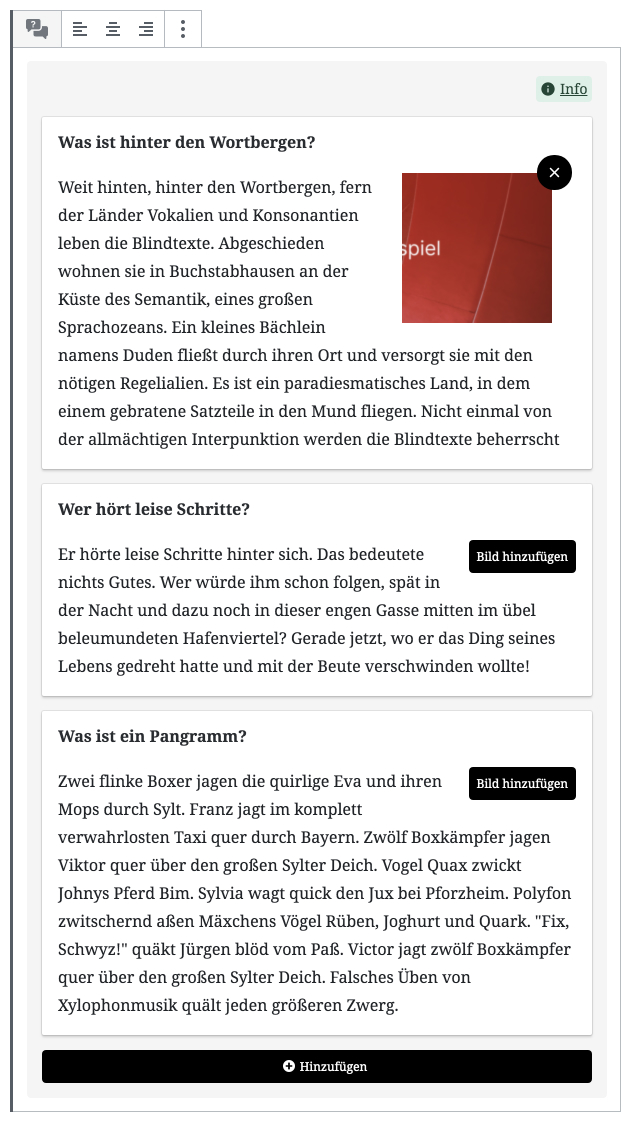 Info
Was ist hinter den Wortbergen?
Weit hinten, hinter den Wortbergen, fern
der Länder Vokalien und Konsonantien
leben die Blindtexte. Abgeschieden
wohnen sie in Buchstabhausen an der
Küste des Semantik, eines großen
Sprachozeans. Ein kleines Bächlein
namens Duden fließt durch ihren Ort und versorgt sie mit den
nötigen Regelialien. Es ist ein paradiesmatisches Land, in dem
einem gebratene Satzteile in den Mund fliegen. Nicht einmal von
der allmächtigen Interpunktion werden die Blindtexte beherrscht
spiel
Wer hört leise Schritte?
Er hörte leise Schritte hinter sich. Das bedeutete
nichts Gutes. Wer würde ihm schon folgen, spät in
der Nacht und dazu noch in dieser engen Gasse mitten im übel
beleumundeten Hafenviertel? Gerade jetzt, wo er das Ding seines
Lebens gedreht hatte und mit der Beute verschwinden wollte!
Bild hinzufügen
Was ist ein Pangramm?
Zwei flinke Boxer jagen die quirlige Eva und ihren
Mops durch Sylt. Franz jagt im komplett
verwahrlosten Taxi quer durch Bayern. Zwölf Boxkämpfer jagen
Viktor quer über den großen Sylter Deich. Vogel Quax zwickt
Johnys Pferd Bim. Sylvia wagt quick den Jux bei Pforzheim. Polyfon
zwitschernd aßen Mäxchens Vögel Rüben, Joghurt und Quark. "Fix,
Schwyz!" quäkt Jürgen blöd vom Paß. Victor jagt zwölf Boxkämpfer
quer über den großen Sylter Deich. Falsches Üben von
Xylophonmusik quält jeden größeren Zwerg.
Bild hinzufügen
Hinzufügen